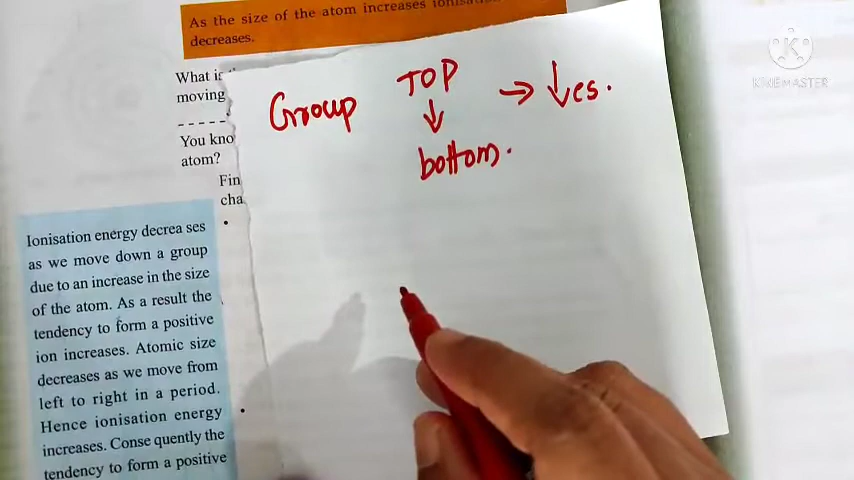 As the size of the atom increases ionisation
decreases.
What is
moving
You kno
atom?
Fin
cha
Group TOP → ↓es.
↓
bottom.
Ionisation energy decrea ses
as we move down a group
due to an increase in the size
of the atom. As a result the
tendency to form a positive
ion increases. Atomic size
decreases as we move from
left to right in a period.
Hence ionisation energy
increases. Conse quently the
tendency to form a positive
KINEMASTER